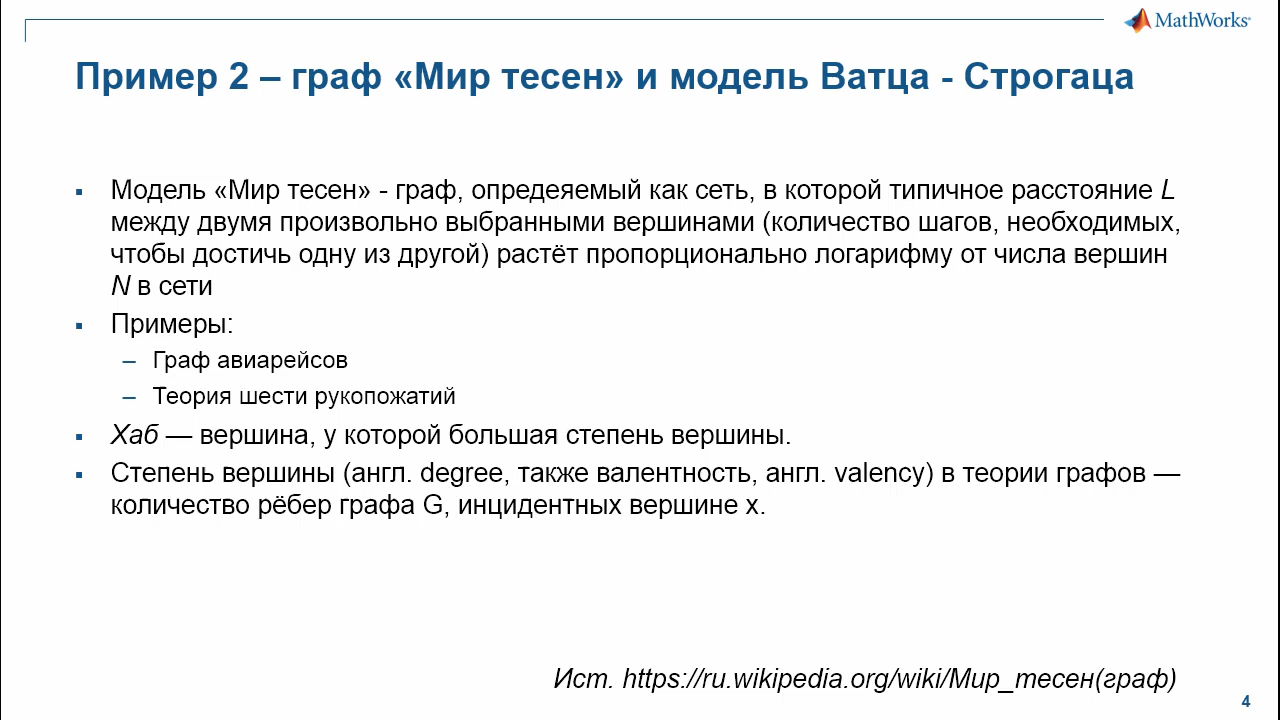 MathWorks®
Пример 2 – граф «Мир тесен» и модель Ватца - Строгаца
▪ Модель «Мир тесен» - граф, опредеяемый как сеть, в которой типичное расстояние L
между двумя произвольно выбранными вершинами (количество шагов, необходимых,
чтобы достичь одну из другой) растёт пропорционально логарифму от числа вершин
N в сети
▪ Примеры:
– Граф авиарейсов
– Теория шести рукопожатий
▪ Хаб — вершина, у которой большая степень вершины.
▪ Степень вершины (англ. degree, также валентность, англ. valency) в теории графов —
количество рёбер графа G, инцидентных вершине x.
Ист. https://ru.wikipedia.org/wiki/Мир_тесен(граф)
4